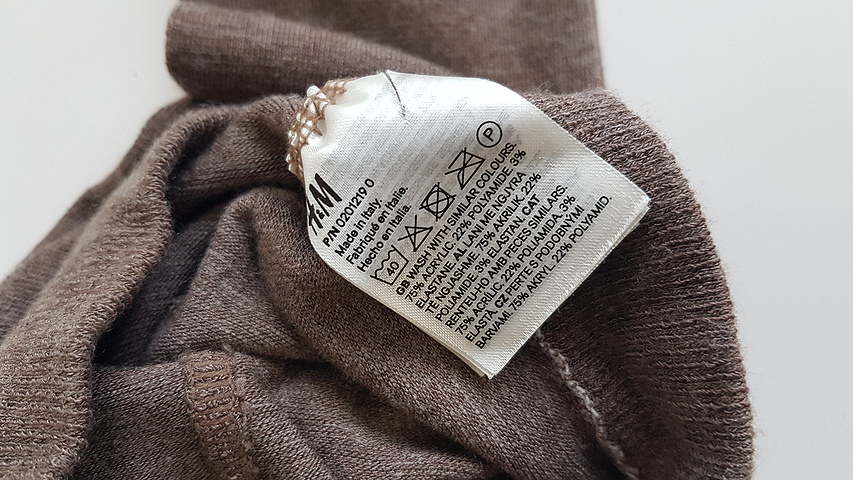 H&M
P/N 0201219 0
Made in Italy.
Fabriqué en Italie.
Hecho en Italia.
40
P
GB WASH WITH SIMILAR COLOURS.
75% ACRYLIC. 22% POLYAMIDE. 3%
ELASTANE. AL LANI ME NGJYRA
TË NGJASHME 75% AKRILIK. 22%
POLIAMIDE. 3% ELASTAN. CAT
RENTEU-HO AMB PECES SIMILARS.
75% ACRÍLIC. 22% POLIAMIDA. 3%
ELASTÀ. CZ PERTE S PODOBNÝMI
BARVAMI. 75% AKRYL. 22% POLYAMID.